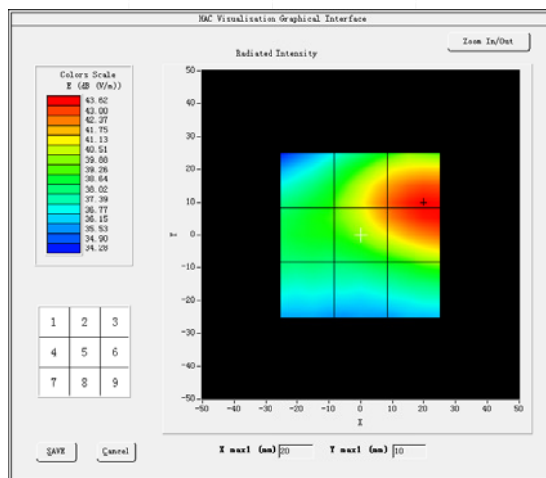 HAC Visualisation Graphical Interface
Zoom In/Out
Radiated Intensity
Colors Scale
E (dB (V/m))
43.62
43.00
42.37
41.75
41.13
40.51
39.88
39.26
38.64
38.02
37.39
36.77
36.15
35.53
34.90
34.28
50
40
30
20
10
0
-10
-20
-30
-40
-50
Y
-50 -40 -30 -20 -10 0 10 20 30 40 50
X
1 2 3
4 5 6
7 8 9
SAVE Cancel
X max1 (mm) 20 Y max1 (mm) 10